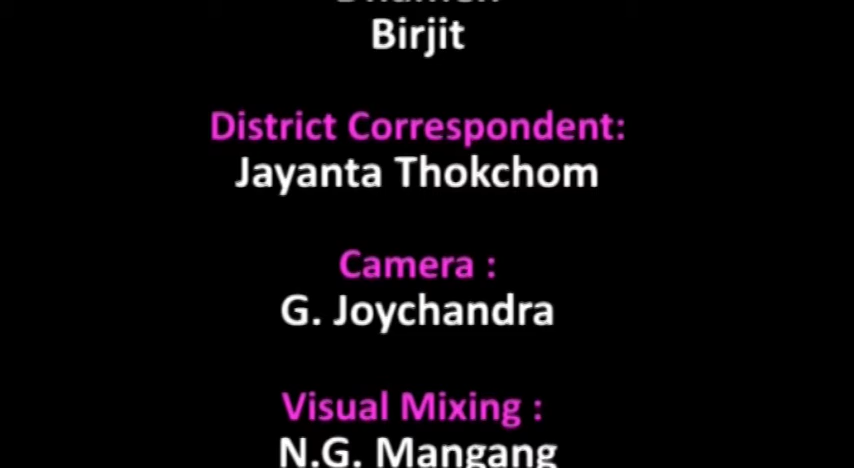 Birjit
District Correspondent:
Jayanta Thokchom
Camera :
G. Joychandra
Visual Mixing :
N.G. Mangang